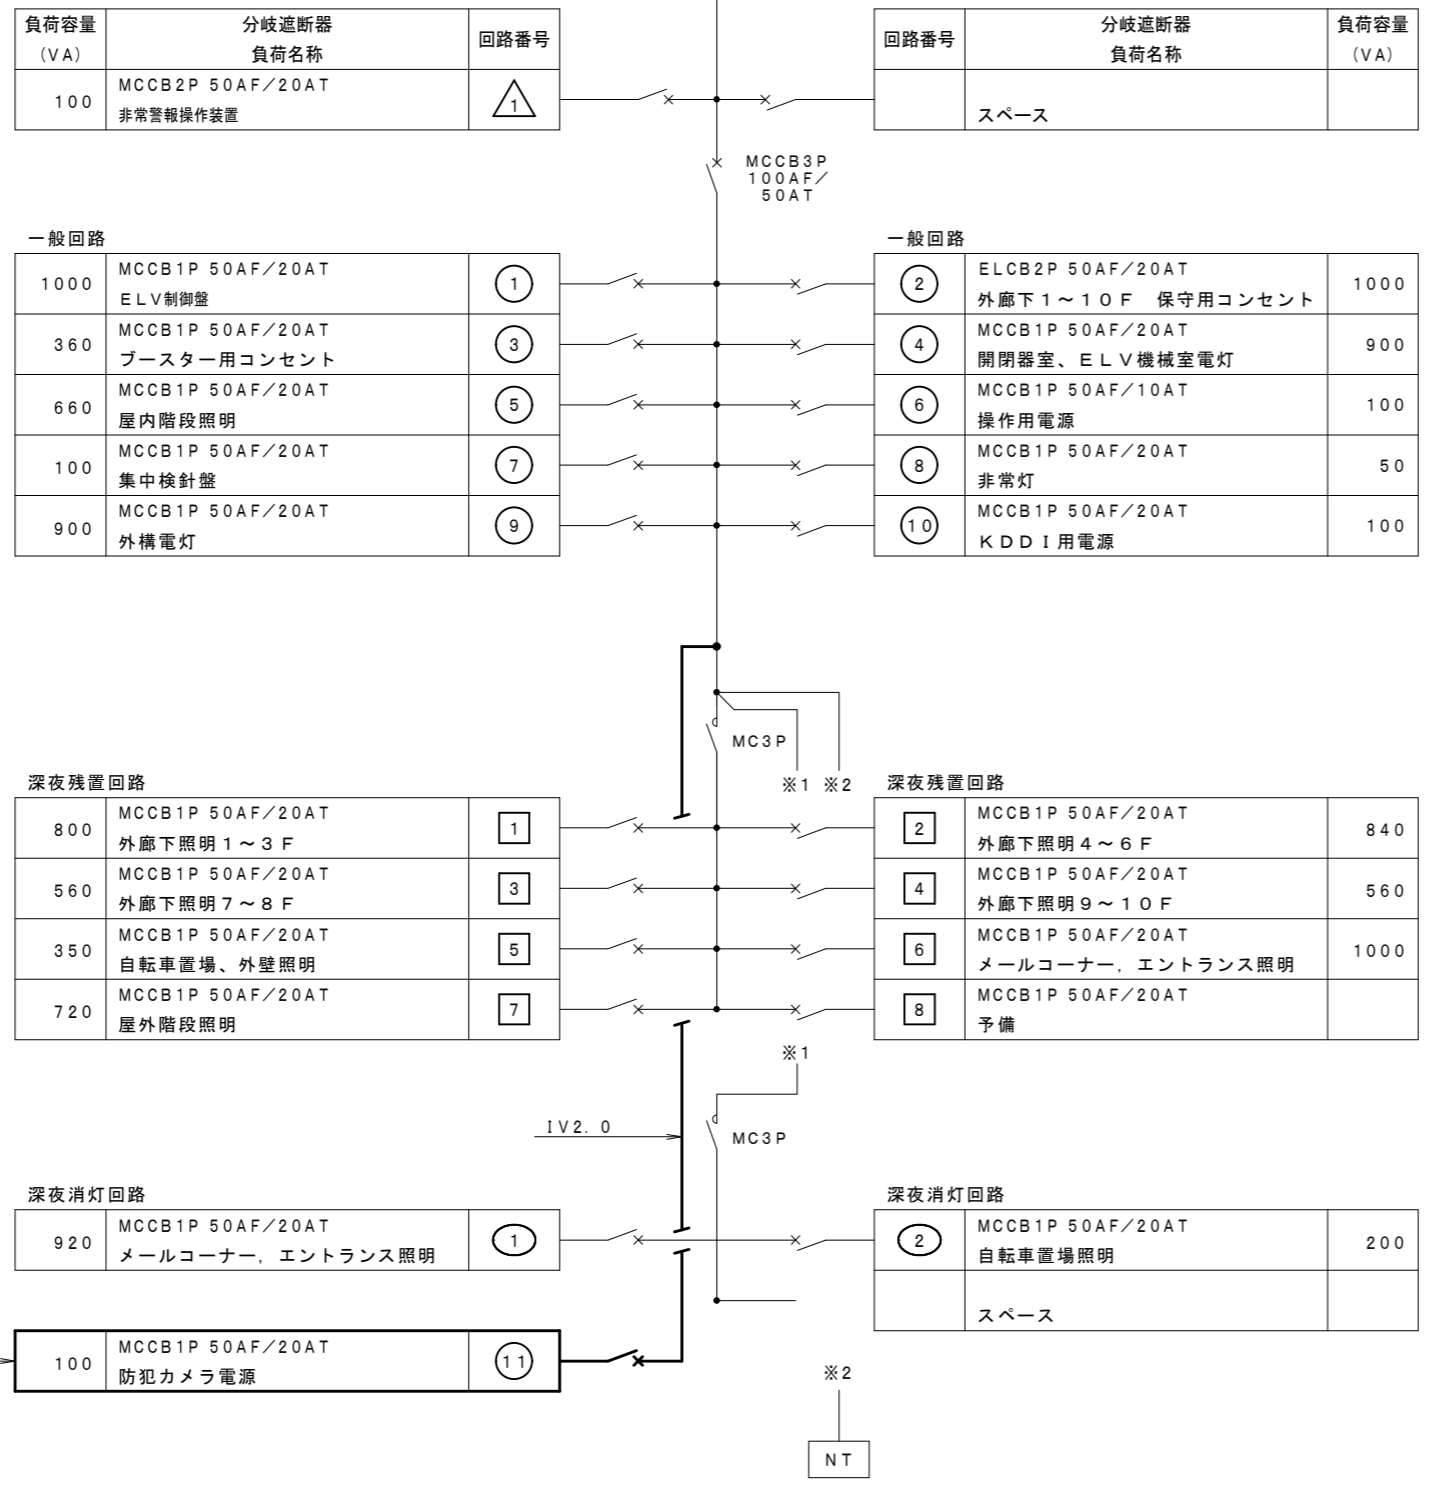 負荷容量 分岐遮断器 回路番号
(VA) 負荷名称
100 MCCB2P 50AF/20AT 1
非常警報操作装置
回路番号 分岐遮断器 負荷容量
負荷名称 (VA)
スペース
MCCB3P
100AF/
50AT
一般回路
1000 MCCB1P 50AF/20AT 1
ELV制御盤
360 MCCB1P 50AF/20AT 3
ブースター用コンセント
660 MCCB1P 50AF/20AT 5
屋内階段照明
100 MCCB1P 50AF/20AT 7
集中検針盤
900 MCCB1P 50AF/20AT 9
外構電灯
一般回路
2 ELCB2P 50AF/20AT 1000
外廊下1~10F 保守用コンセント
4 MCCB1P 50AF/20AT 900
開閉器室、ELV機械室電灯
6 MCCB1P 50AF/10AT 100
操作用電源
8 MCCB1P 50AF/20AT 50
非常灯
10 MCCB1P 50AF/20AT 100
KDDI用電源
MC3P
※1 ※2
深夜残置回路
800 MCCB1P 50AF/20AT 1
外廊下照明1~3F
560 MCCB1P 50AF/20AT 3
外廊下照明7~8F
350 MCCB1P 50AF/20AT 5
自転車置場、外壁照明
720 MCCB1P 50AF/20AT 7
屋外階段照明
深夜残置回路
2 MCCB1P 50AF/20AT 840
外廊下照明4~6F
4 MCCB1P 50AF/20AT 560
外廊下照明9~10F
6 MCCB1P 50AF/20AT 1000
メールコーナー,エントランス照明
8 MCCB1P 50AF/20AT
予備
※1
IV2.0
MC3P
深夜消灯回路
920 MCCB1P 50AF/20AT 1
メールコーナー,エントランス照明
深夜消灯回路
2 MCCB1P 50AF/20AT 200
自転車置場照明
スペース
100 MCCB1P 50AF/20AT 11
防犯カメラ電源
※2
NT